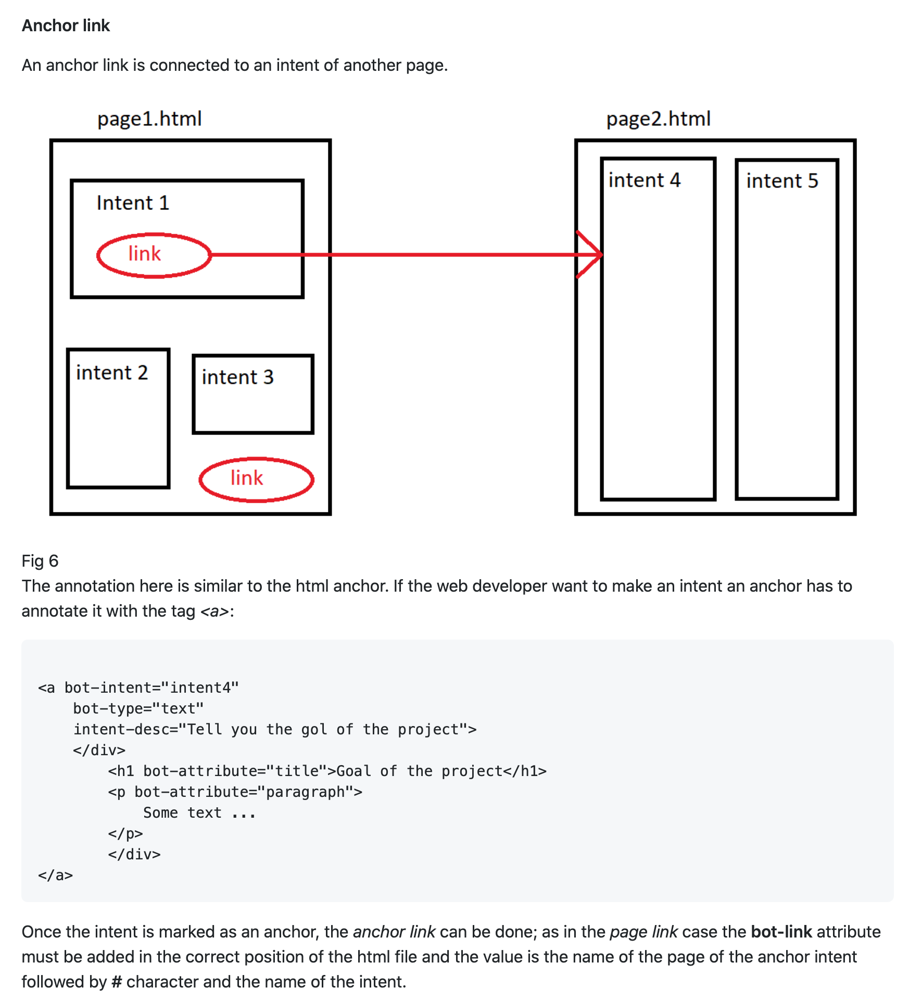 Anchor link
An anchor link is connected to an intent of another page.
page1.html
page2.html
Intent 1
link
intent 2
intent 3
link
intent 4
intent 5
Fig 6
The annotation here is similar to the html anchor. If the web developer want to make an intent an anchor has to
annotate it with the tag <a>:
<a bot-intent="intent4"
    bot-type="text"
    intent-desc="Tell you the gol of the project">
    </div>
        <h1 bot-attribute="title">Goal of the project</h1>
        <p bot-attribute="paragraph">
            Some text ...
        </p>
        </div>
</a>
Once the intent is marked as an anchor, the anchor link can be done; as in the page link case the bot-link attribute
must be added in the correct position of the html file and the value is the name of the page of the anchor intent
followed by # character and the name of the intent.